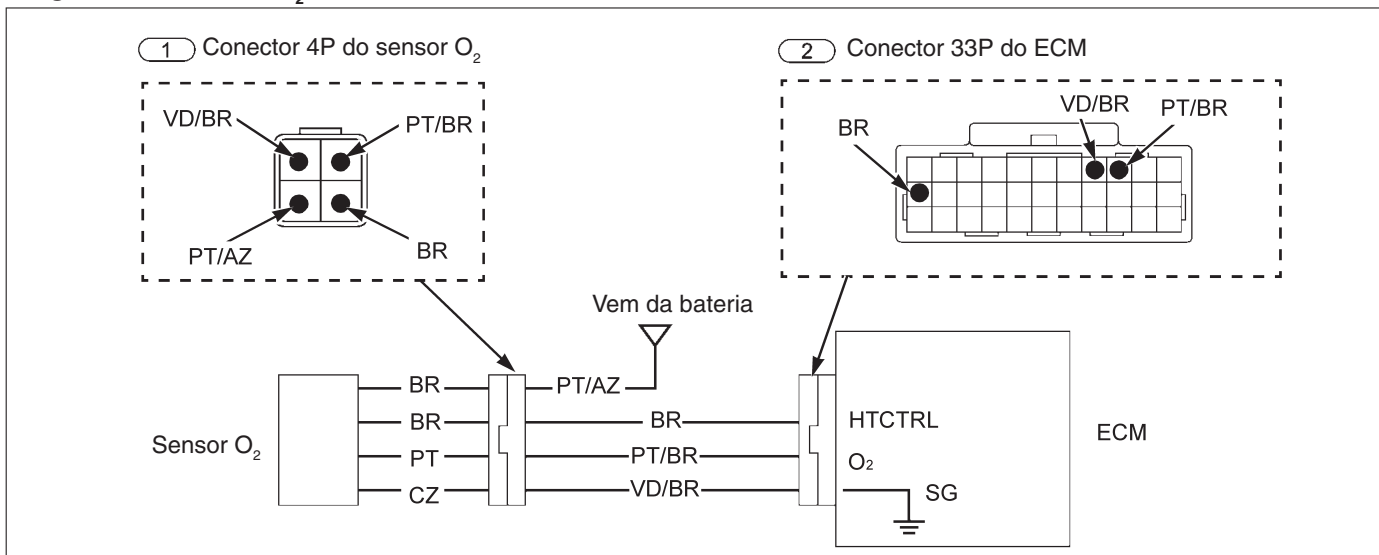 1 Conector 4P do sensor O2
2 Conector 33P do ECM
VD/BR
PT/BR
PT/AZ
BR
BR
VD/BR
PT/BR
Vem da bateria
Sensor O2
BR
PT/AZ
BR
BR
HTCTRL
PT
PT/BR
O2
CZ
VD/BR
SG
ECM